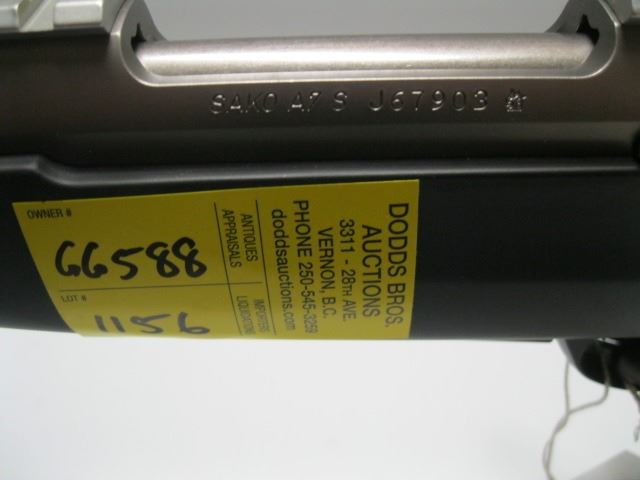 SAKO A7 S J67903
OWNER #
66588
LOT #
1156
ANTIQUES
APPRAISALS
IMPORTERS
LIQUIDATIONS
DODDS BROS.
AUCTIONS
3311 - 28TH AVE.
VERNON, B.C.
PHONE 250-545-3259
doddsauctions.com